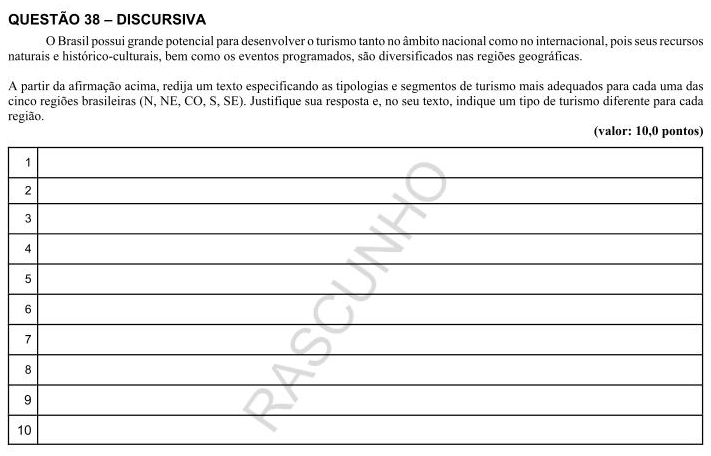 QUESTÃO 38 – DISCURSIVA
O Brasil possui grande potencial para desenvolver o turismo tanto no âmbito nacional como no internacional, pois seus recursos
naturais e histórico-culturais, bem como os eventos programados, são diversificados nas regiões geográficas.
A partir da afirmação acima, redija um texto especificando as tipologias e segmentos de turismo mais adequados para cada uma das
cinco regiões brasileiras (N, NE, CO, S, SE). Justifique sua resposta e, no seu texto, indique um tipo de turismo diferente para cada
região.
(valor: 10,0 pontos)
1
2
3
4
5
6
7
8
9
10
RASCUNHO